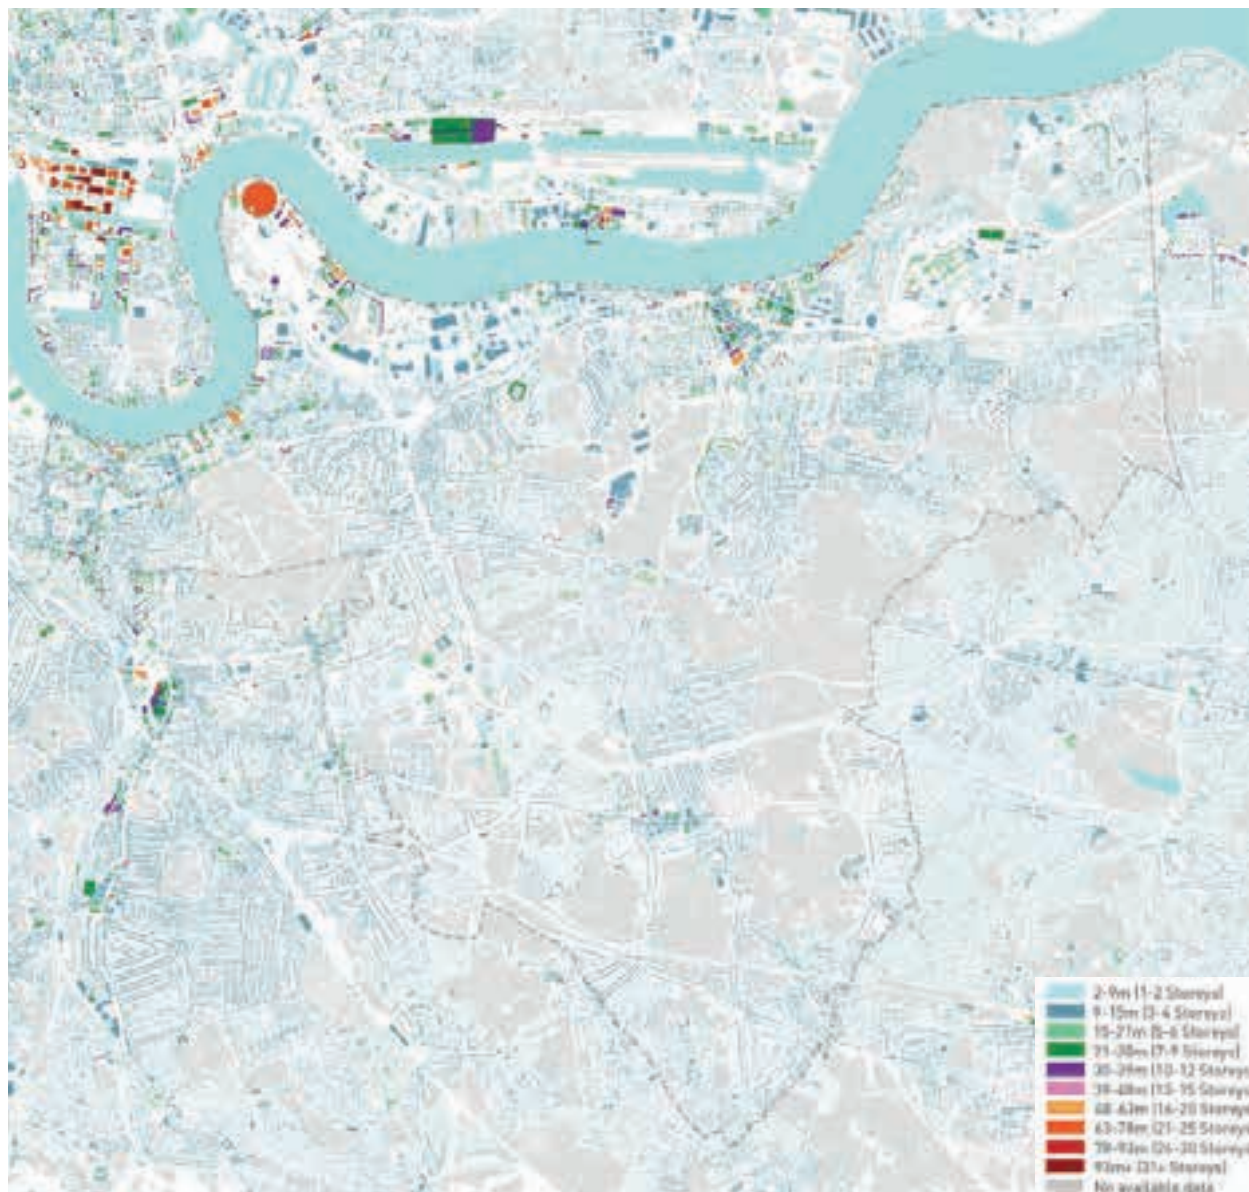 2-9m (1-2 Storeys)
9-15m (3-4 Storeys)
15-21m (5-6 Storeys)
21-30m (7-9 Storeys)
30-39m (10-12 Storeys
39-48m (13-15 Storeys
48-63m (16-20 Storeys
63-78m (21-25 Storeys
78-93m (26-30 Storeys
93m+ (31+ Storeys)
No available data